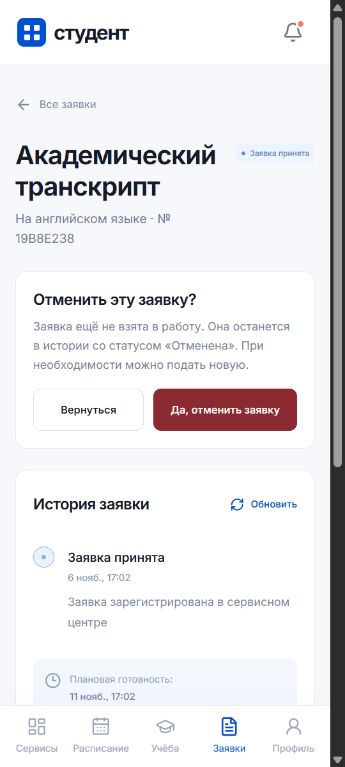 студент
Все заявки
Академический
транскрипт
Заявка принята
На английском языке · №
19B8E238
Отменить эту заявку?
Заявка ещё не взята в работу. Она останется
в истории со статусом «Отменена». При
необходимости можно подать новую.
Вернуться
Да, отменить заявку
История заявки
Обновить
Заявка принята
6 нояб., 17:02
Заявка зарегистрирована в сервисном
центре
Плановая готовность:
11 нояб., 17:02
Сервисы
Расписание
Учёба
Заявки
Профиль